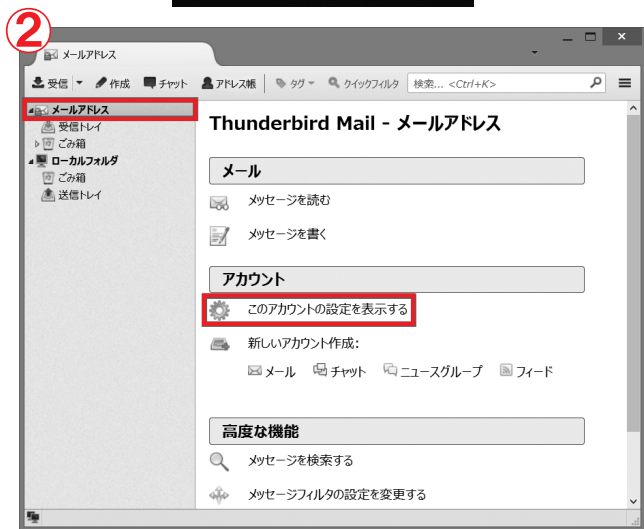 ②
メールアドレス
受信 作成 チャット アドレス帳 タグ クイックフィルタ 検索... <Ctrl+K>
メールアドレス
受信トレイ
ごみ箱
ローカルフォルダ
ごみ箱
送信トレイ
Thunderbird Mail - メールアドレス
メール
メッセージを読む
メッセージを書く
アカウント
このアカウントの設定を表示する
新しいアカウント作成:
メール チャット ニュースグループ フィード
高度な機能
メッセージを検索する
メッセージフィルタの設定を変更する